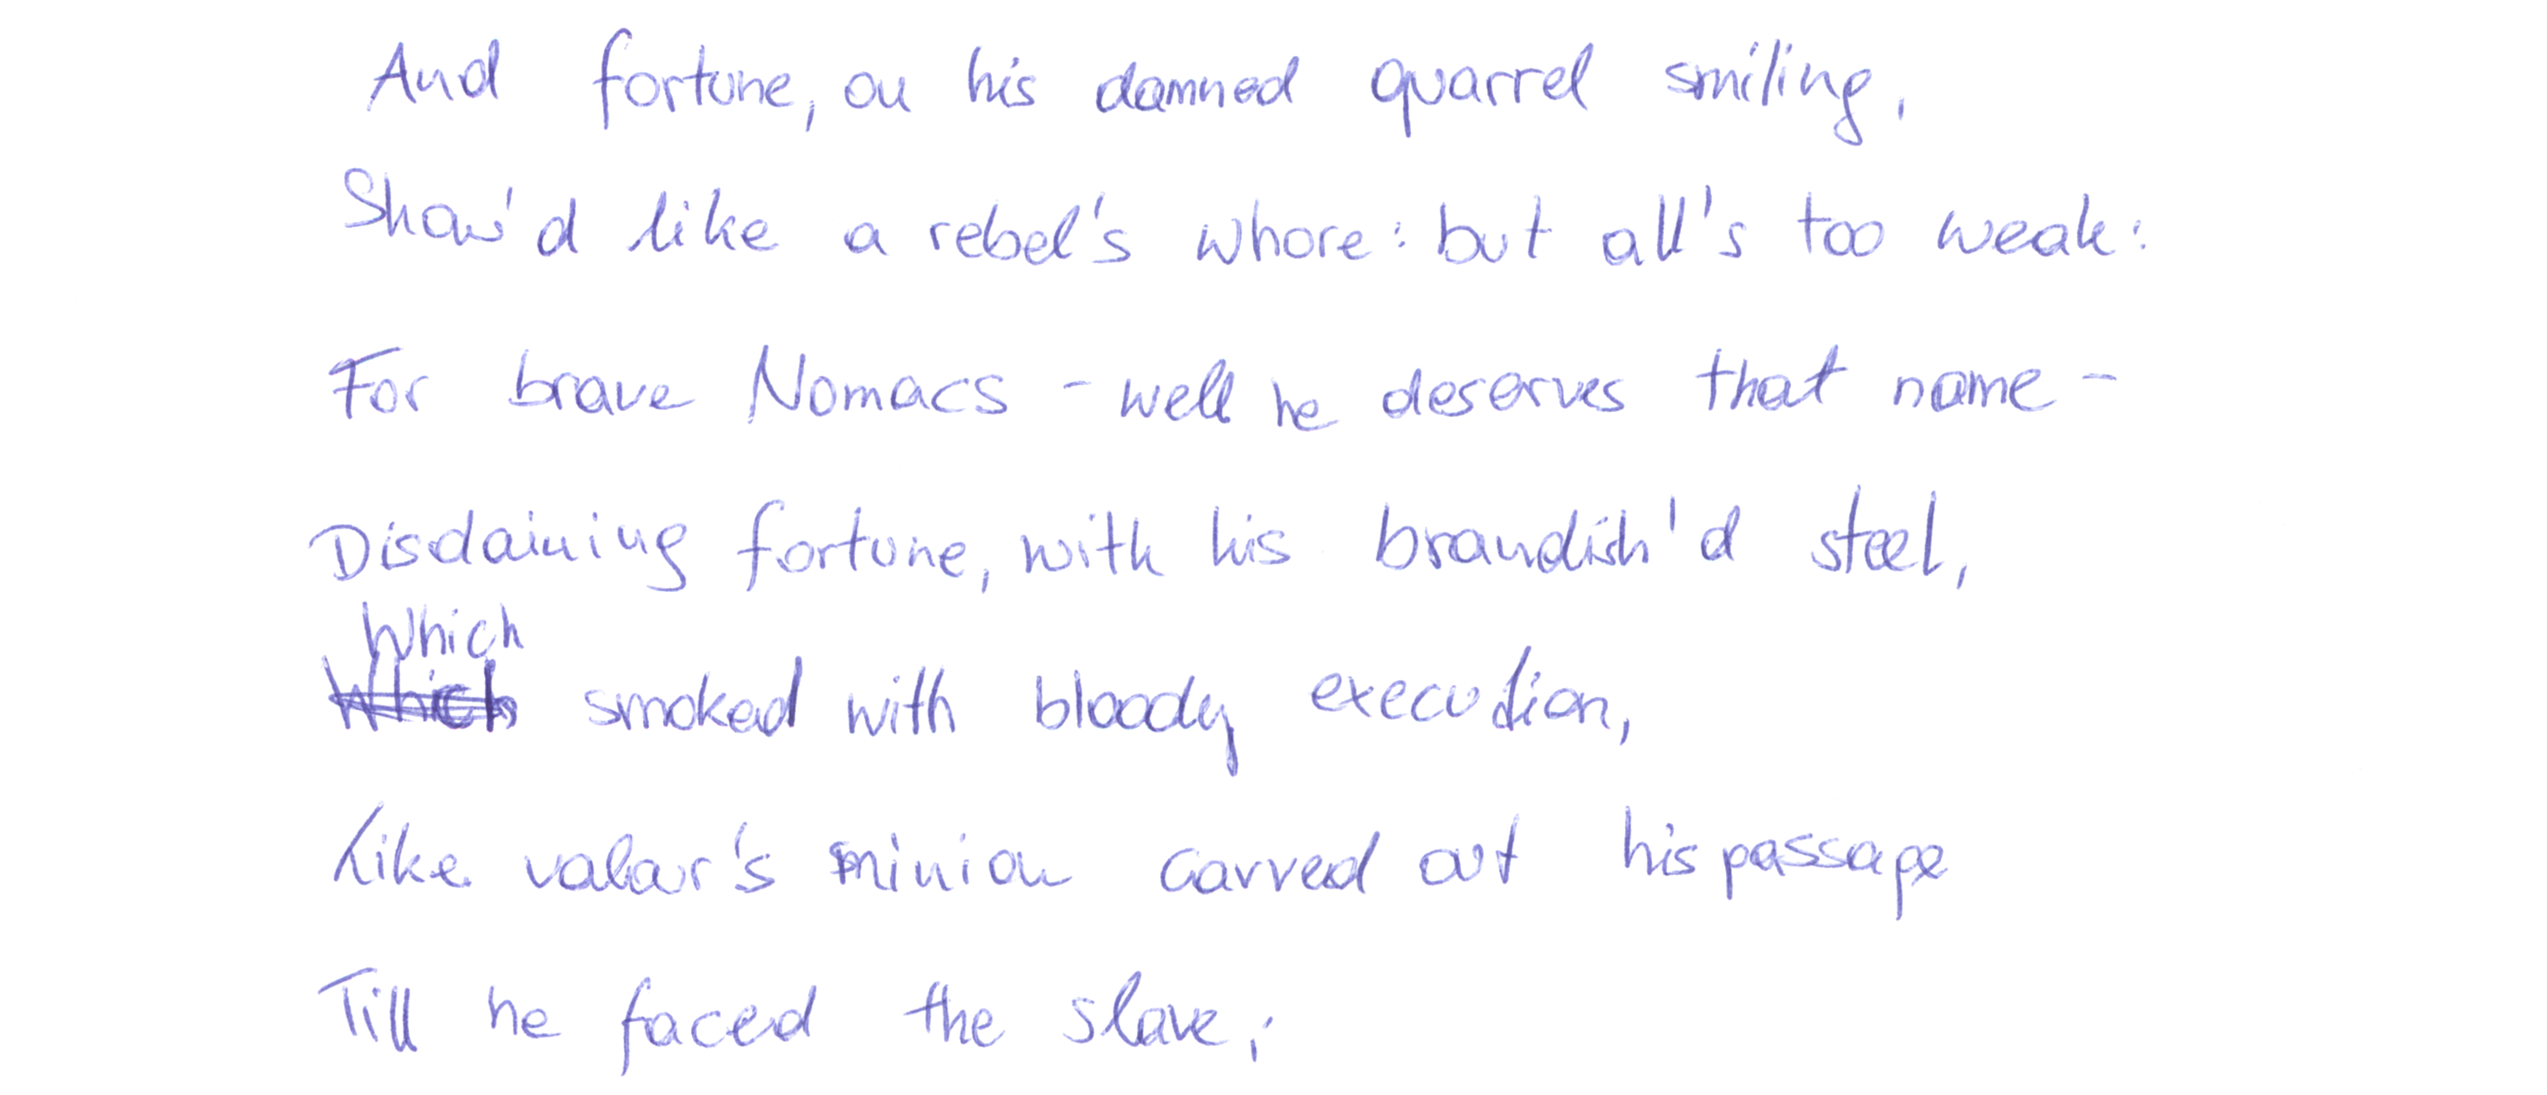 And fortune, on his damned quarrel smiling,
Show'd like a rebel's whore: but all's too weak:
For brave Nomacs - well he deserves that name -
Disdaining fortune, with his brandish'd steel,
Which
Which smoked with bloody execution,
Like valour's minion carved out his passage
Till he faced the slave;